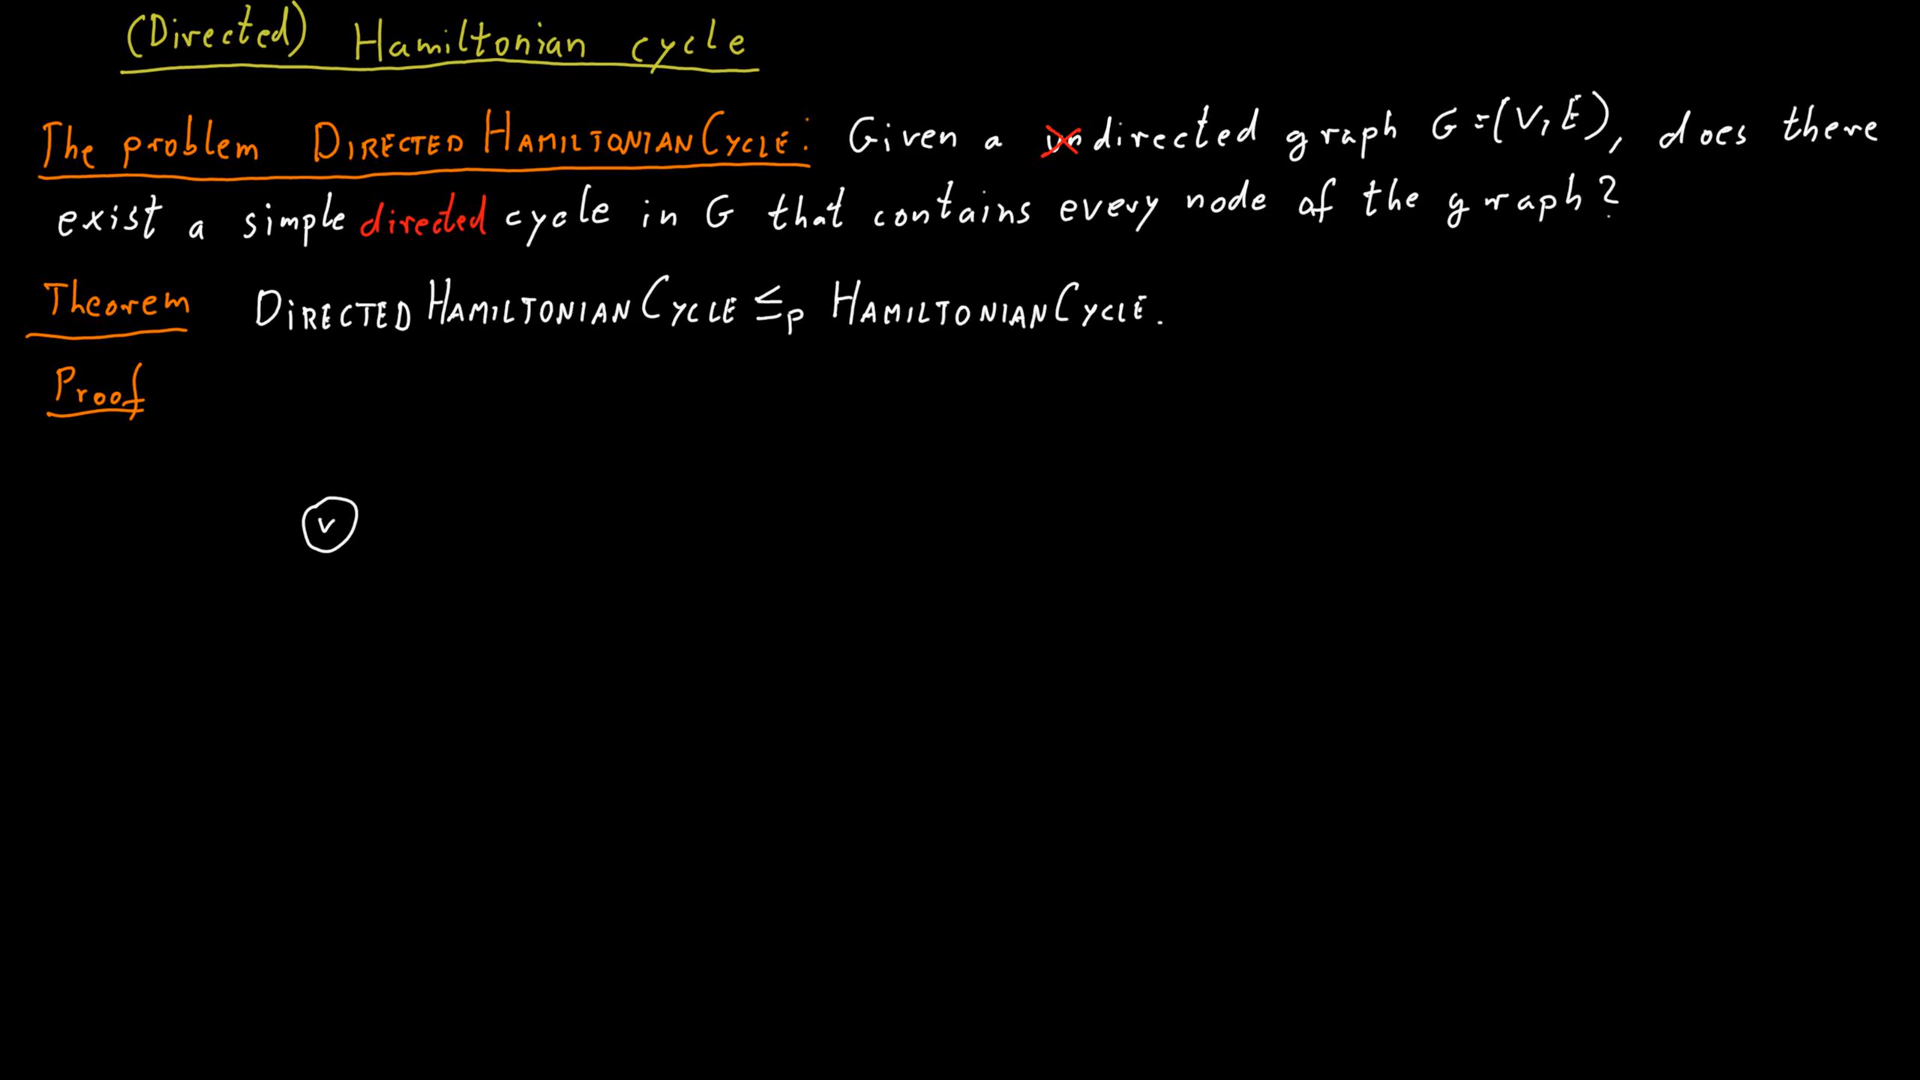 (Directed) Hamiltonian cycle
The problem DIRECTED HAMILTONIAN CYCLE: Given a undirected graph G=(V,E), does there
exist a simple directed cycle in G that contains every node of the graph?
Theorem DIRECTED HAMILTONIAN CYCLE ≤p HAMILTONIAN CYCLE.
Proof
v